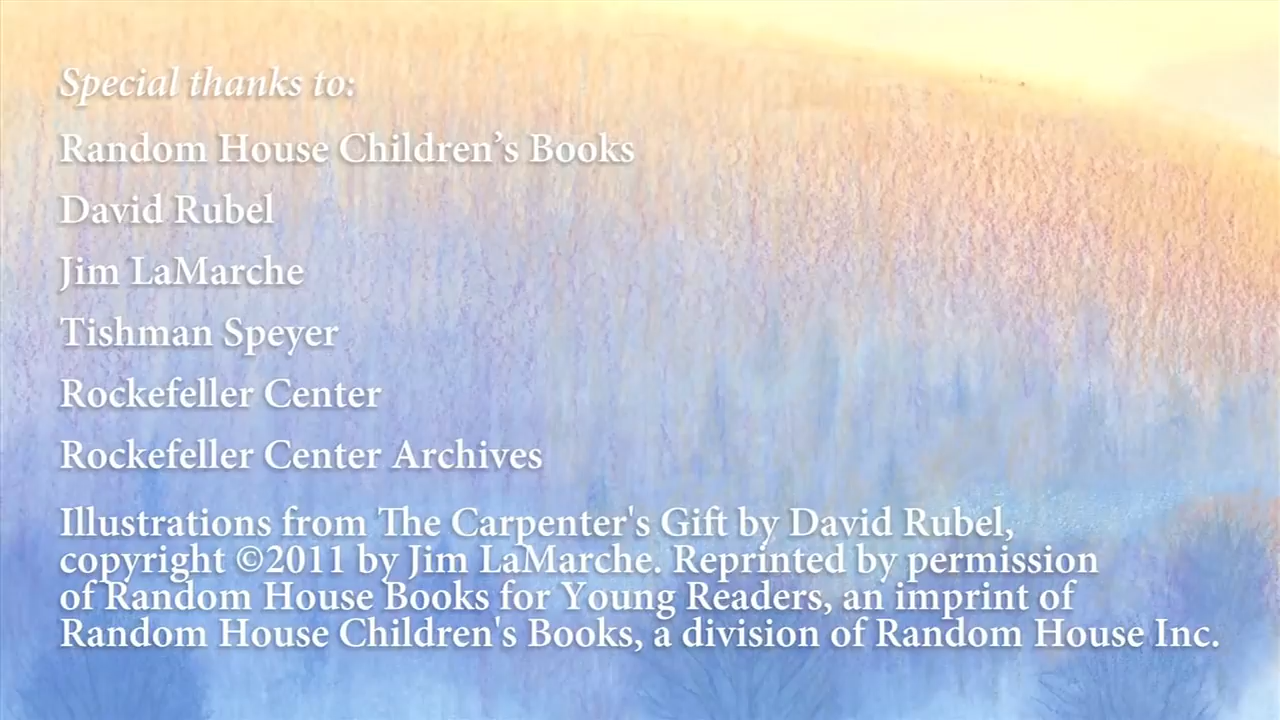 Special thanks to:
Random House Children’s Books
David Rubel
Jim LaMarche
Tishman Speyer
Rockefeller Center
Rockefeller Center Archives
Illustrations from The Carpenter's Gift by David Rubel,
copyright ©2011 by Jim LaMarche. Reprinted by permission
of Random House Books for Young Readers, an imprint of
Random House Children's Books, a division of Random House Inc.